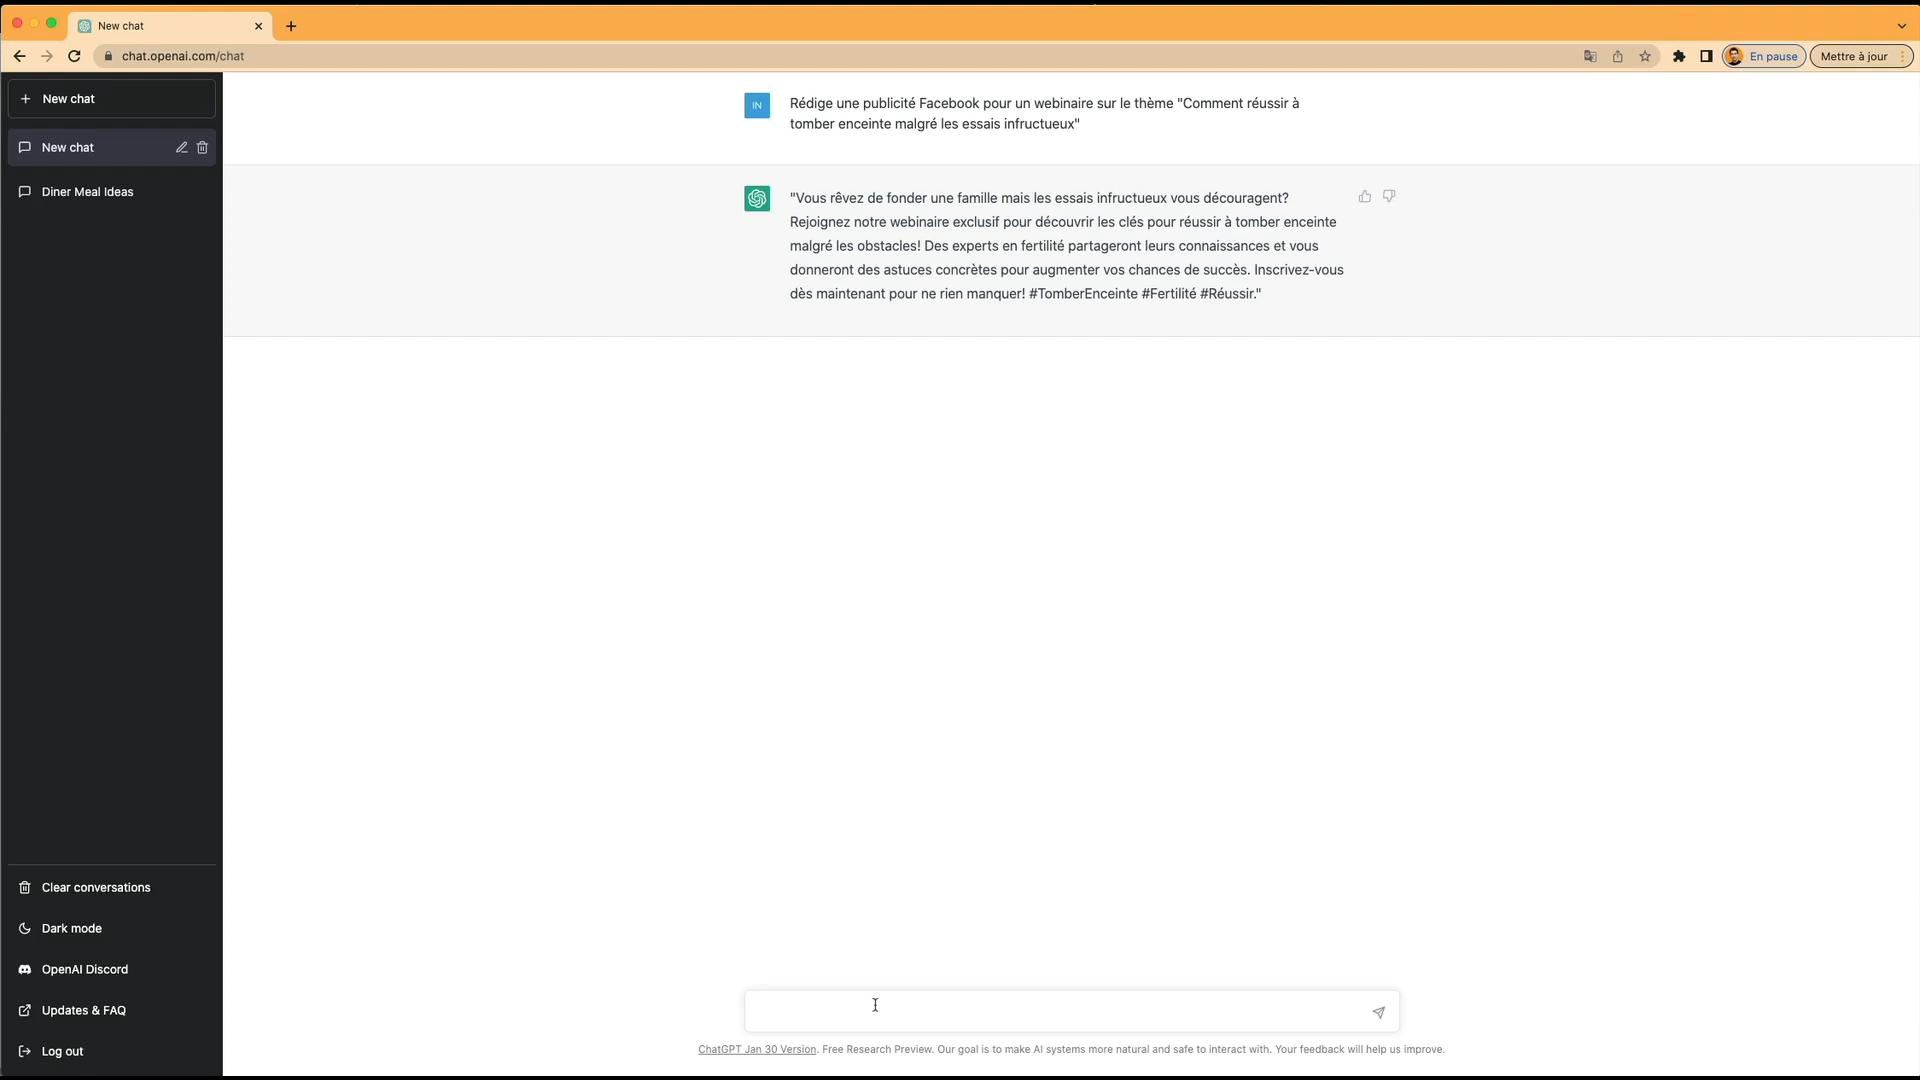 New chat
chat.openai.com/chat
En pause
Mettre à jour
New chat
New chat
Diner Meal Ideas
Clear conversations
Dark mode
OpenAI Discord
Updates & FAQ
Log out
IN
Rédige une publicité Facebook pour un webinaire sur le thème "Comment réussir à
tomber enceinte malgré les essais infructueux"
"Vous rêvez de fonder une famille mais les essais infructueux vous découragent?
Rejoignez notre webinaire exclusif pour découvrir les clés pour réussir à tomber enceinte
malgré les obstacles! Des experts en fertilité partageront leurs connaissances et vous
donneront des astuces concrètes pour augmenter vos chances de succès. Inscrivez-vous
dès maintenant pour ne rien manquer! #TomberEnceinte #Fertilité #Réussir."
ChatGPT Jan 30 Version. Free Research Preview. Our goal is to make AI systems more natural and safe to interact with. Your feedback will help us improve.